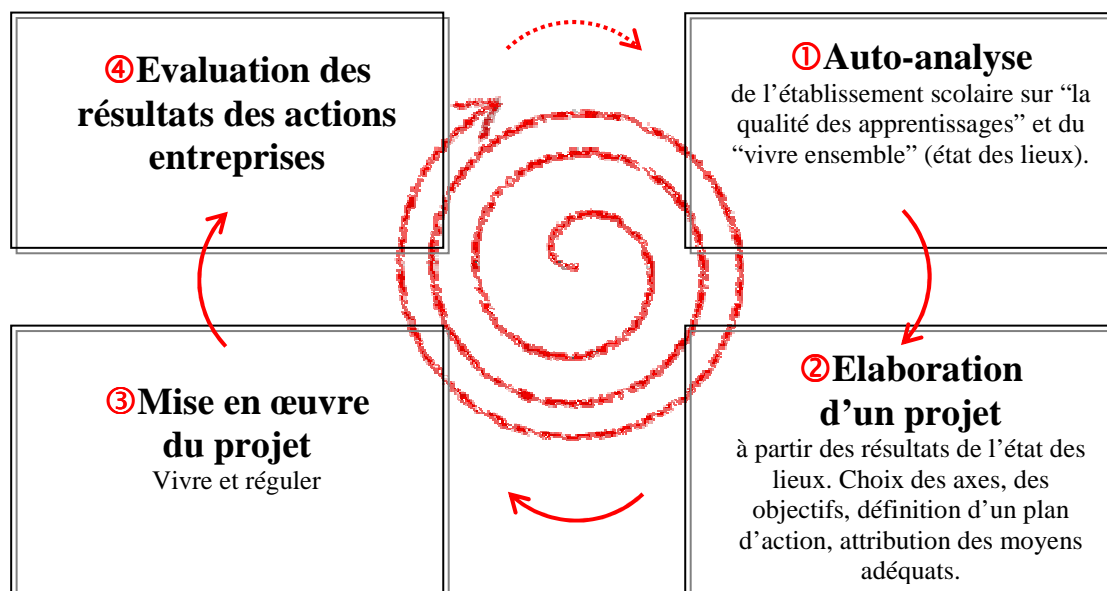 ①Auto-analyse
de l’établissement scolaire sur “la
qualité des apprentissages” et du
“vivre ensemble” (état des lieux).
②Elaboration
d’un projet
à partir des résultats de l’état des
lieux. Choix des axes, des
objectifs, définition d’un plan
d’action, attribution des moyens
adéquats.
③Mise en œuvre
du projet
Vivre et réguler
④Evaluation des
résultats des actions
entreprises